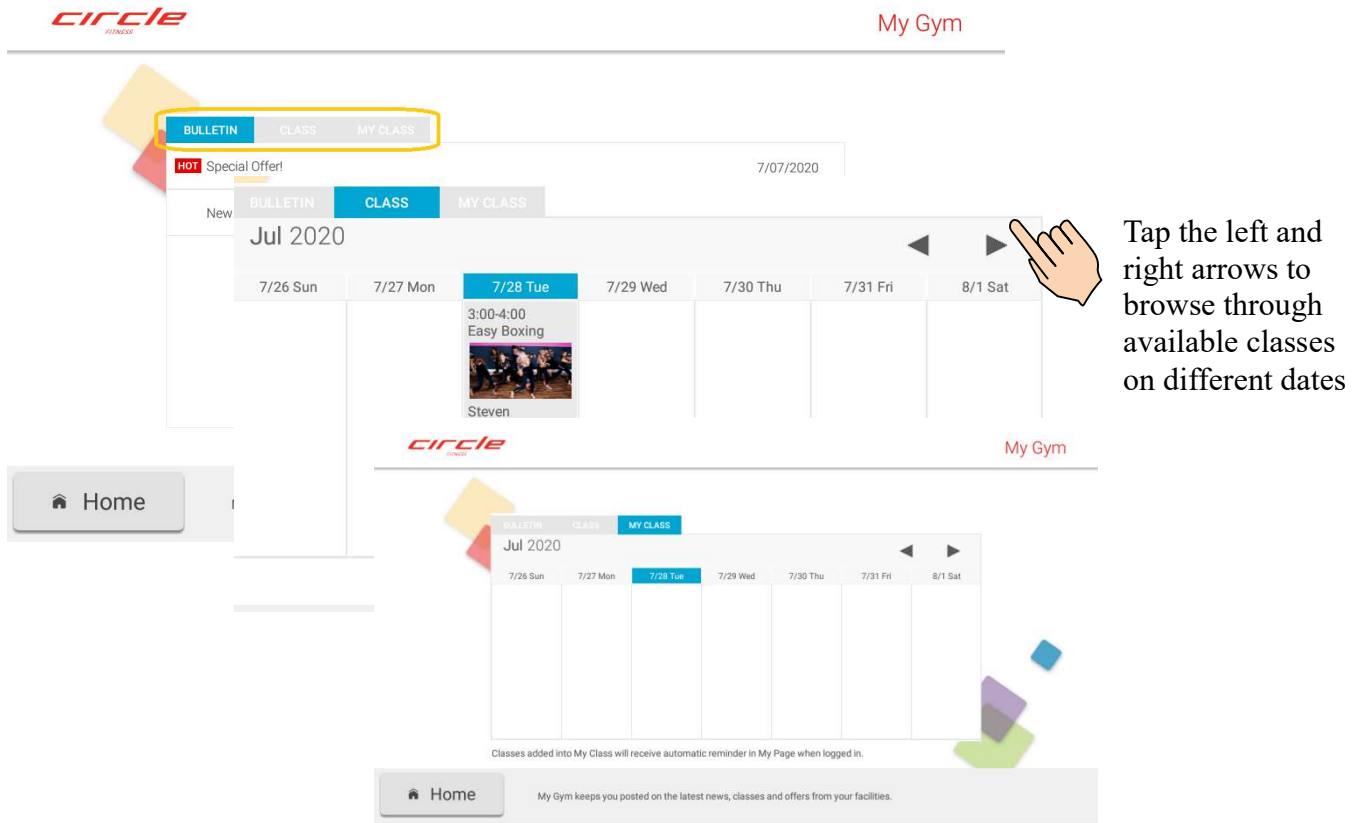 circle
FITNESS
My Gym
BULLETIN CLASS MY CLASS
HOT Special Offer! 7/07/2020
New
BULLETIN CLASS MY CLASS
Jul 2020
7/26 Sun 7/27 Mon 7/28 Tue 7/29 Wed 7/30 Thu 7/31 Fri 8/1 Sat
3:00-4:00
Easy Boxing
Steven
Tap the left and
right arrows to
browse through
available classes
on different dates
Home
circle
FITNESS
My Gym
BULLETIN CLASS MY CLASS
Jul 2020
7/26 Sun 7/27 Mon 7/28 Tue 7/29 Wed 7/30 Thu 7/31 Fri 8/1 Sat
Classes added into My Class will receive automatic reminder in My Page when logged in.
Home
My Gym keeps you posted on the latest news, classes and offers from your facilities.